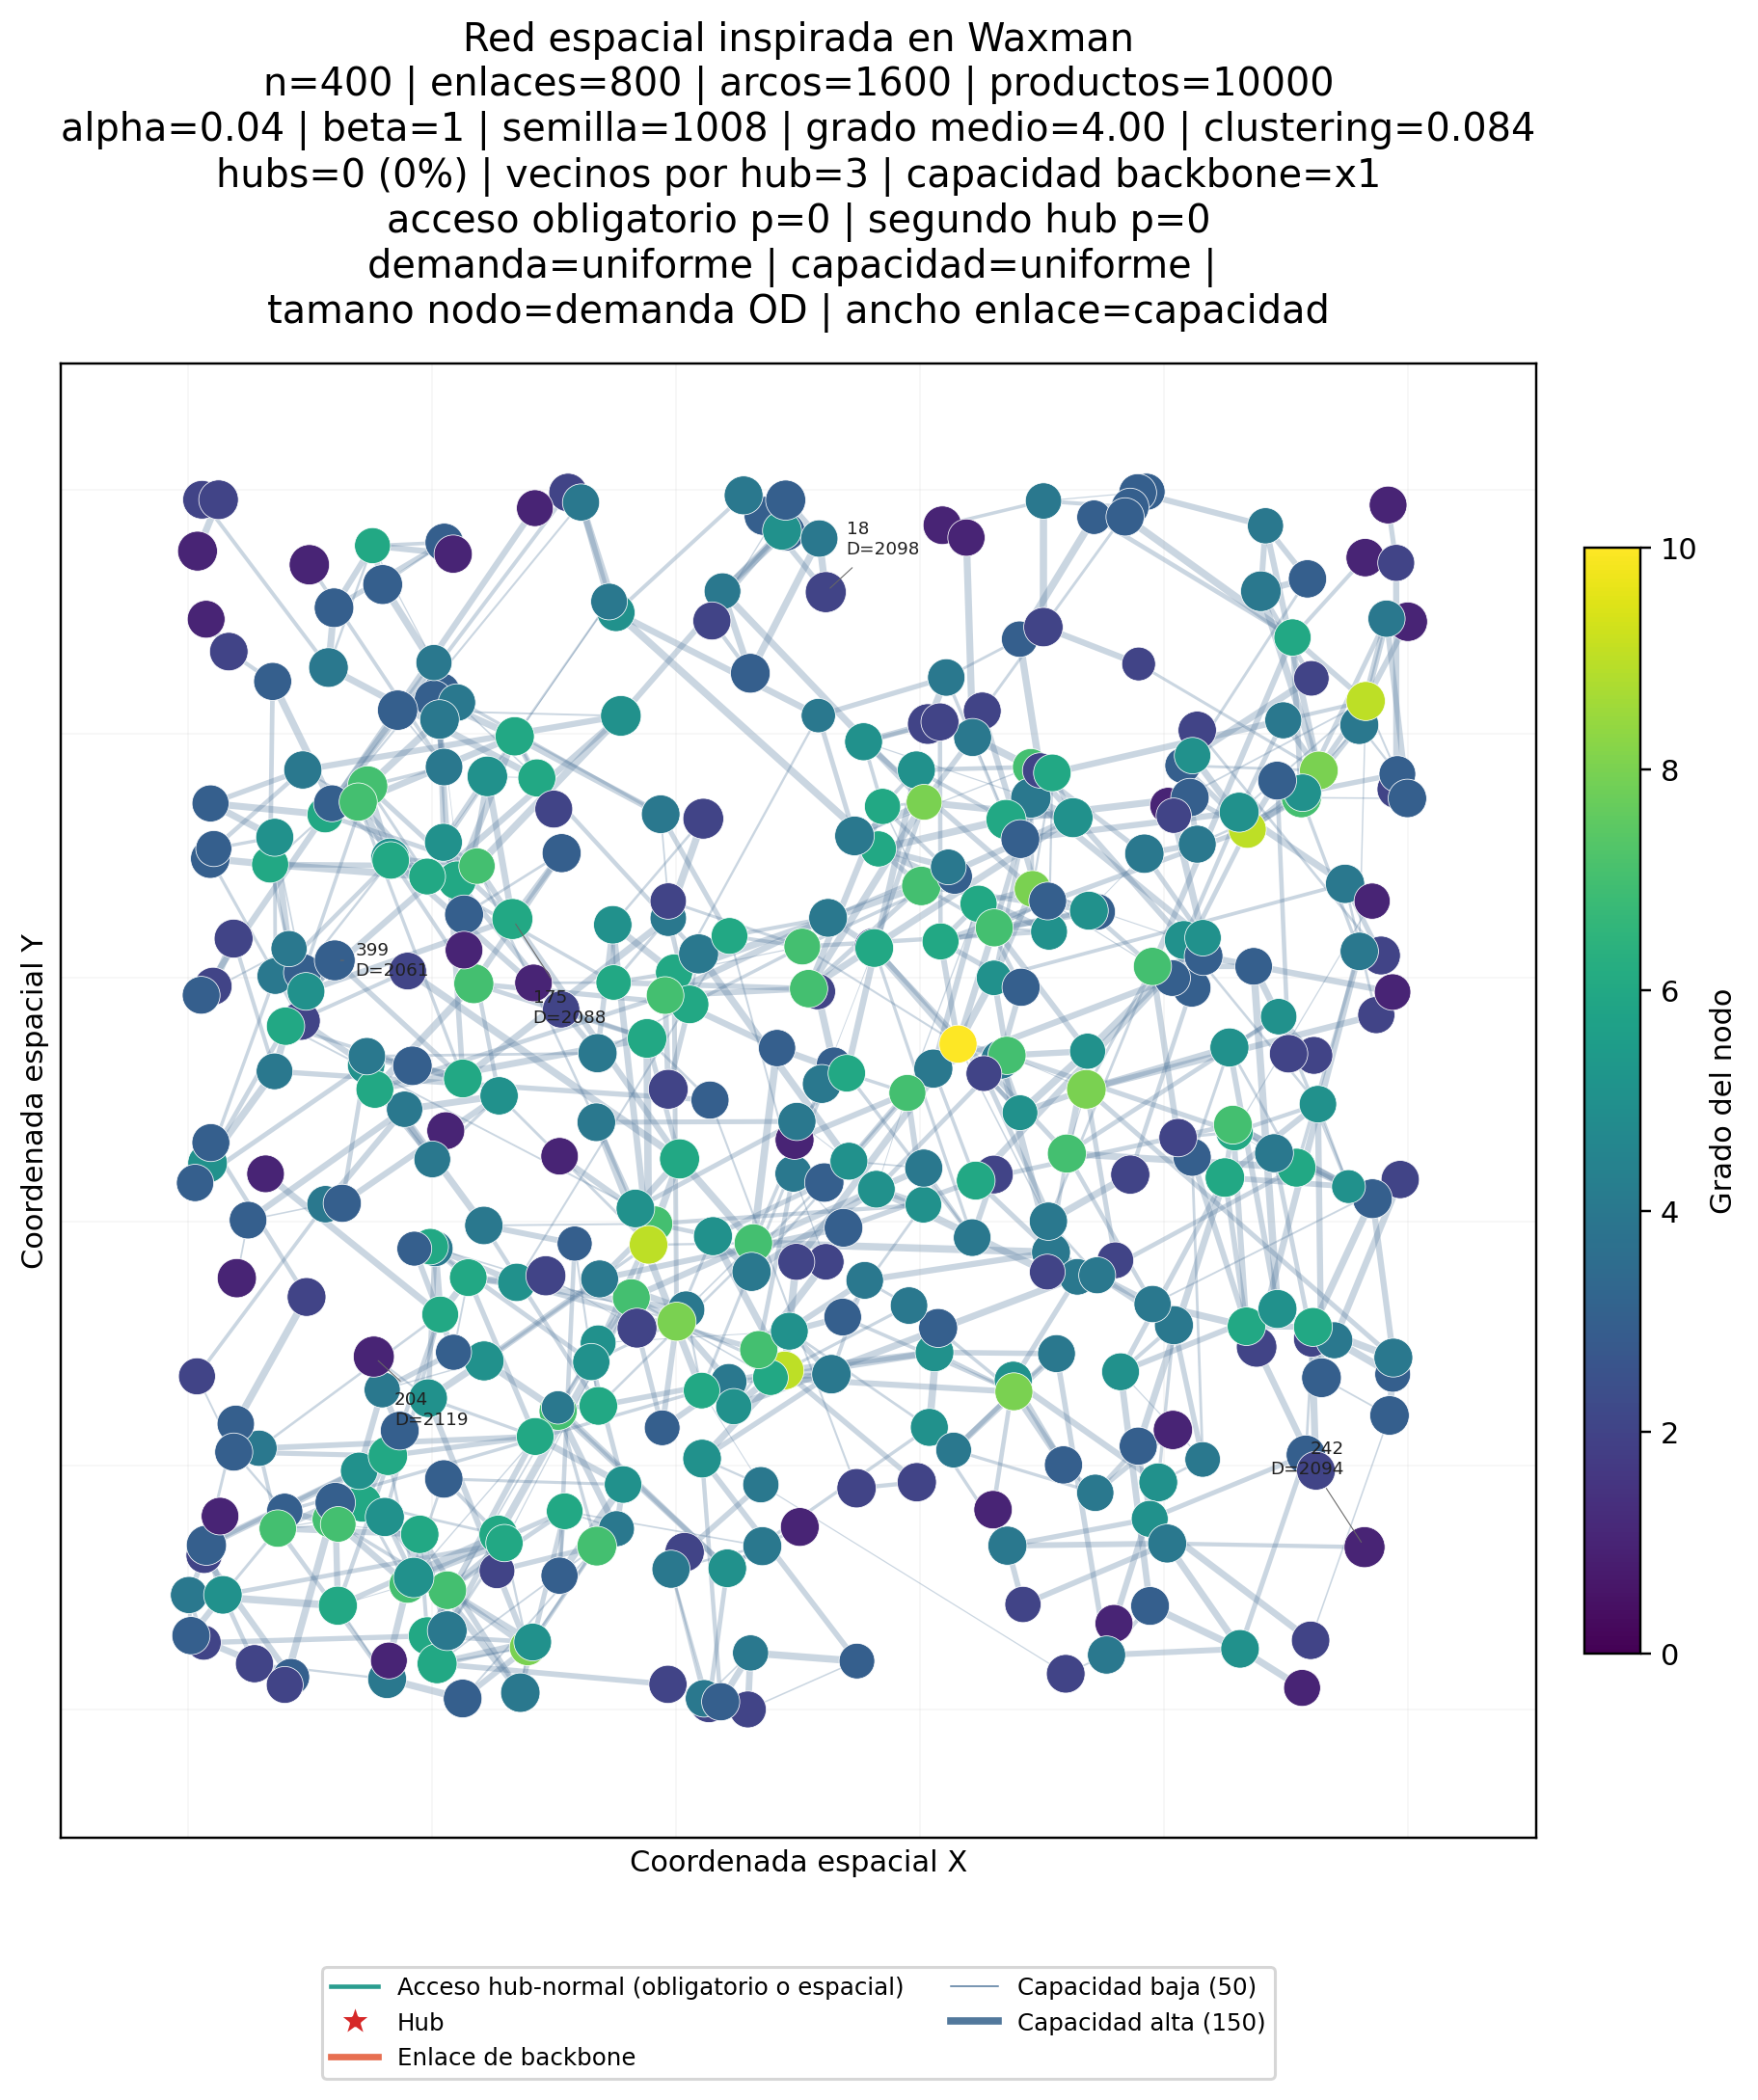 Red espacial inspirada en Waxman
n=400 | enlaces=800 | arcos=1600 | productos=10000
alpha=0.04 | beta=1 | semilla=1008 | grado medio=4.00 | clustering=0.084
hubs=0 (0%) | vecinos por hub=3 | capacidad backbone=x1
acceso obligatorio p=0 | segundo hub p=0
demanda=uniforme | capacidad=uniforme |
tamano nodo=demanda OD | ancho enlace=capacidad
18
D=2098
399
D=2061
175
D=2088
204
D=2119
242
D=2094
Coordenada espacial Y
Coordenada espacial X
10
8
6
4
2
0
Grado del nodo
Acceso hub-normal (obligatorio o espacial)
Hub
Enlace de backbone
Capacidad baja (50)
Capacidad alta (150)